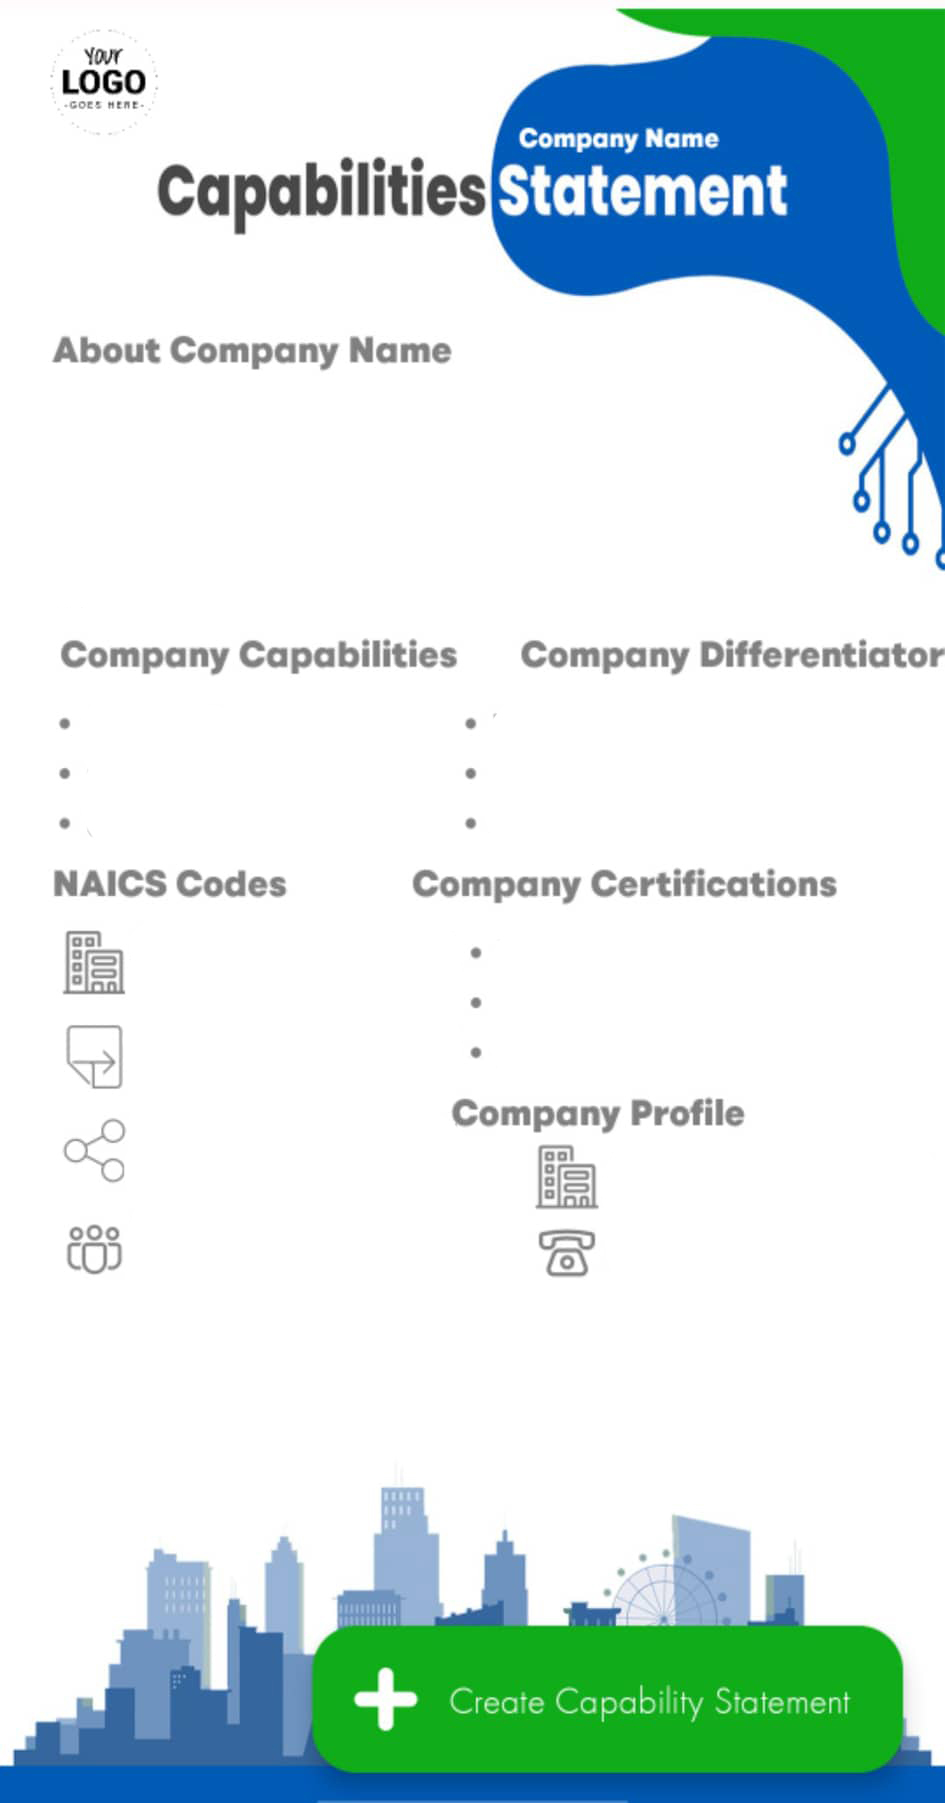 Your
LOGO
-GOES HERE-
Company Name
Capabilities Statement
About Company Name
Company Capabilities
Company Differentiator
NAICS Codes
Company Certifications
Company Profile
Create Capability Statement